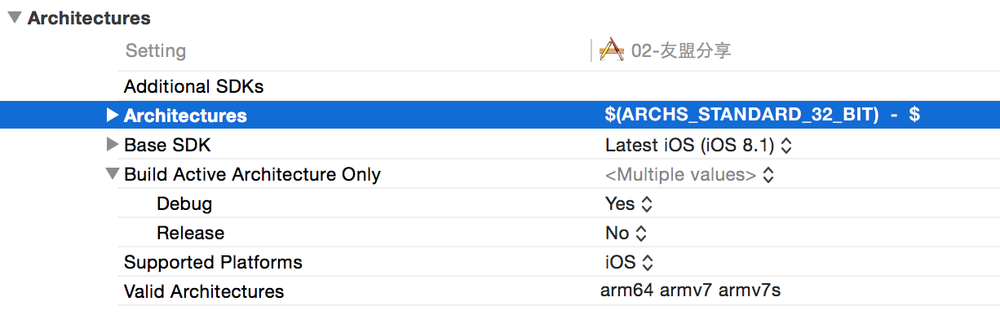 Architectures
Setting 02-友盟分享
Additional SDKs
Architectures $(ARCHS_STANDARD_32_BIT) - $
Base SDK Latest iOS (iOS 8.1)
Build Active Architecture Only <Multiple values>
Debug Yes
Release No
Supported Platforms iOS
Valid Architectures arm64 armv7 armv7s